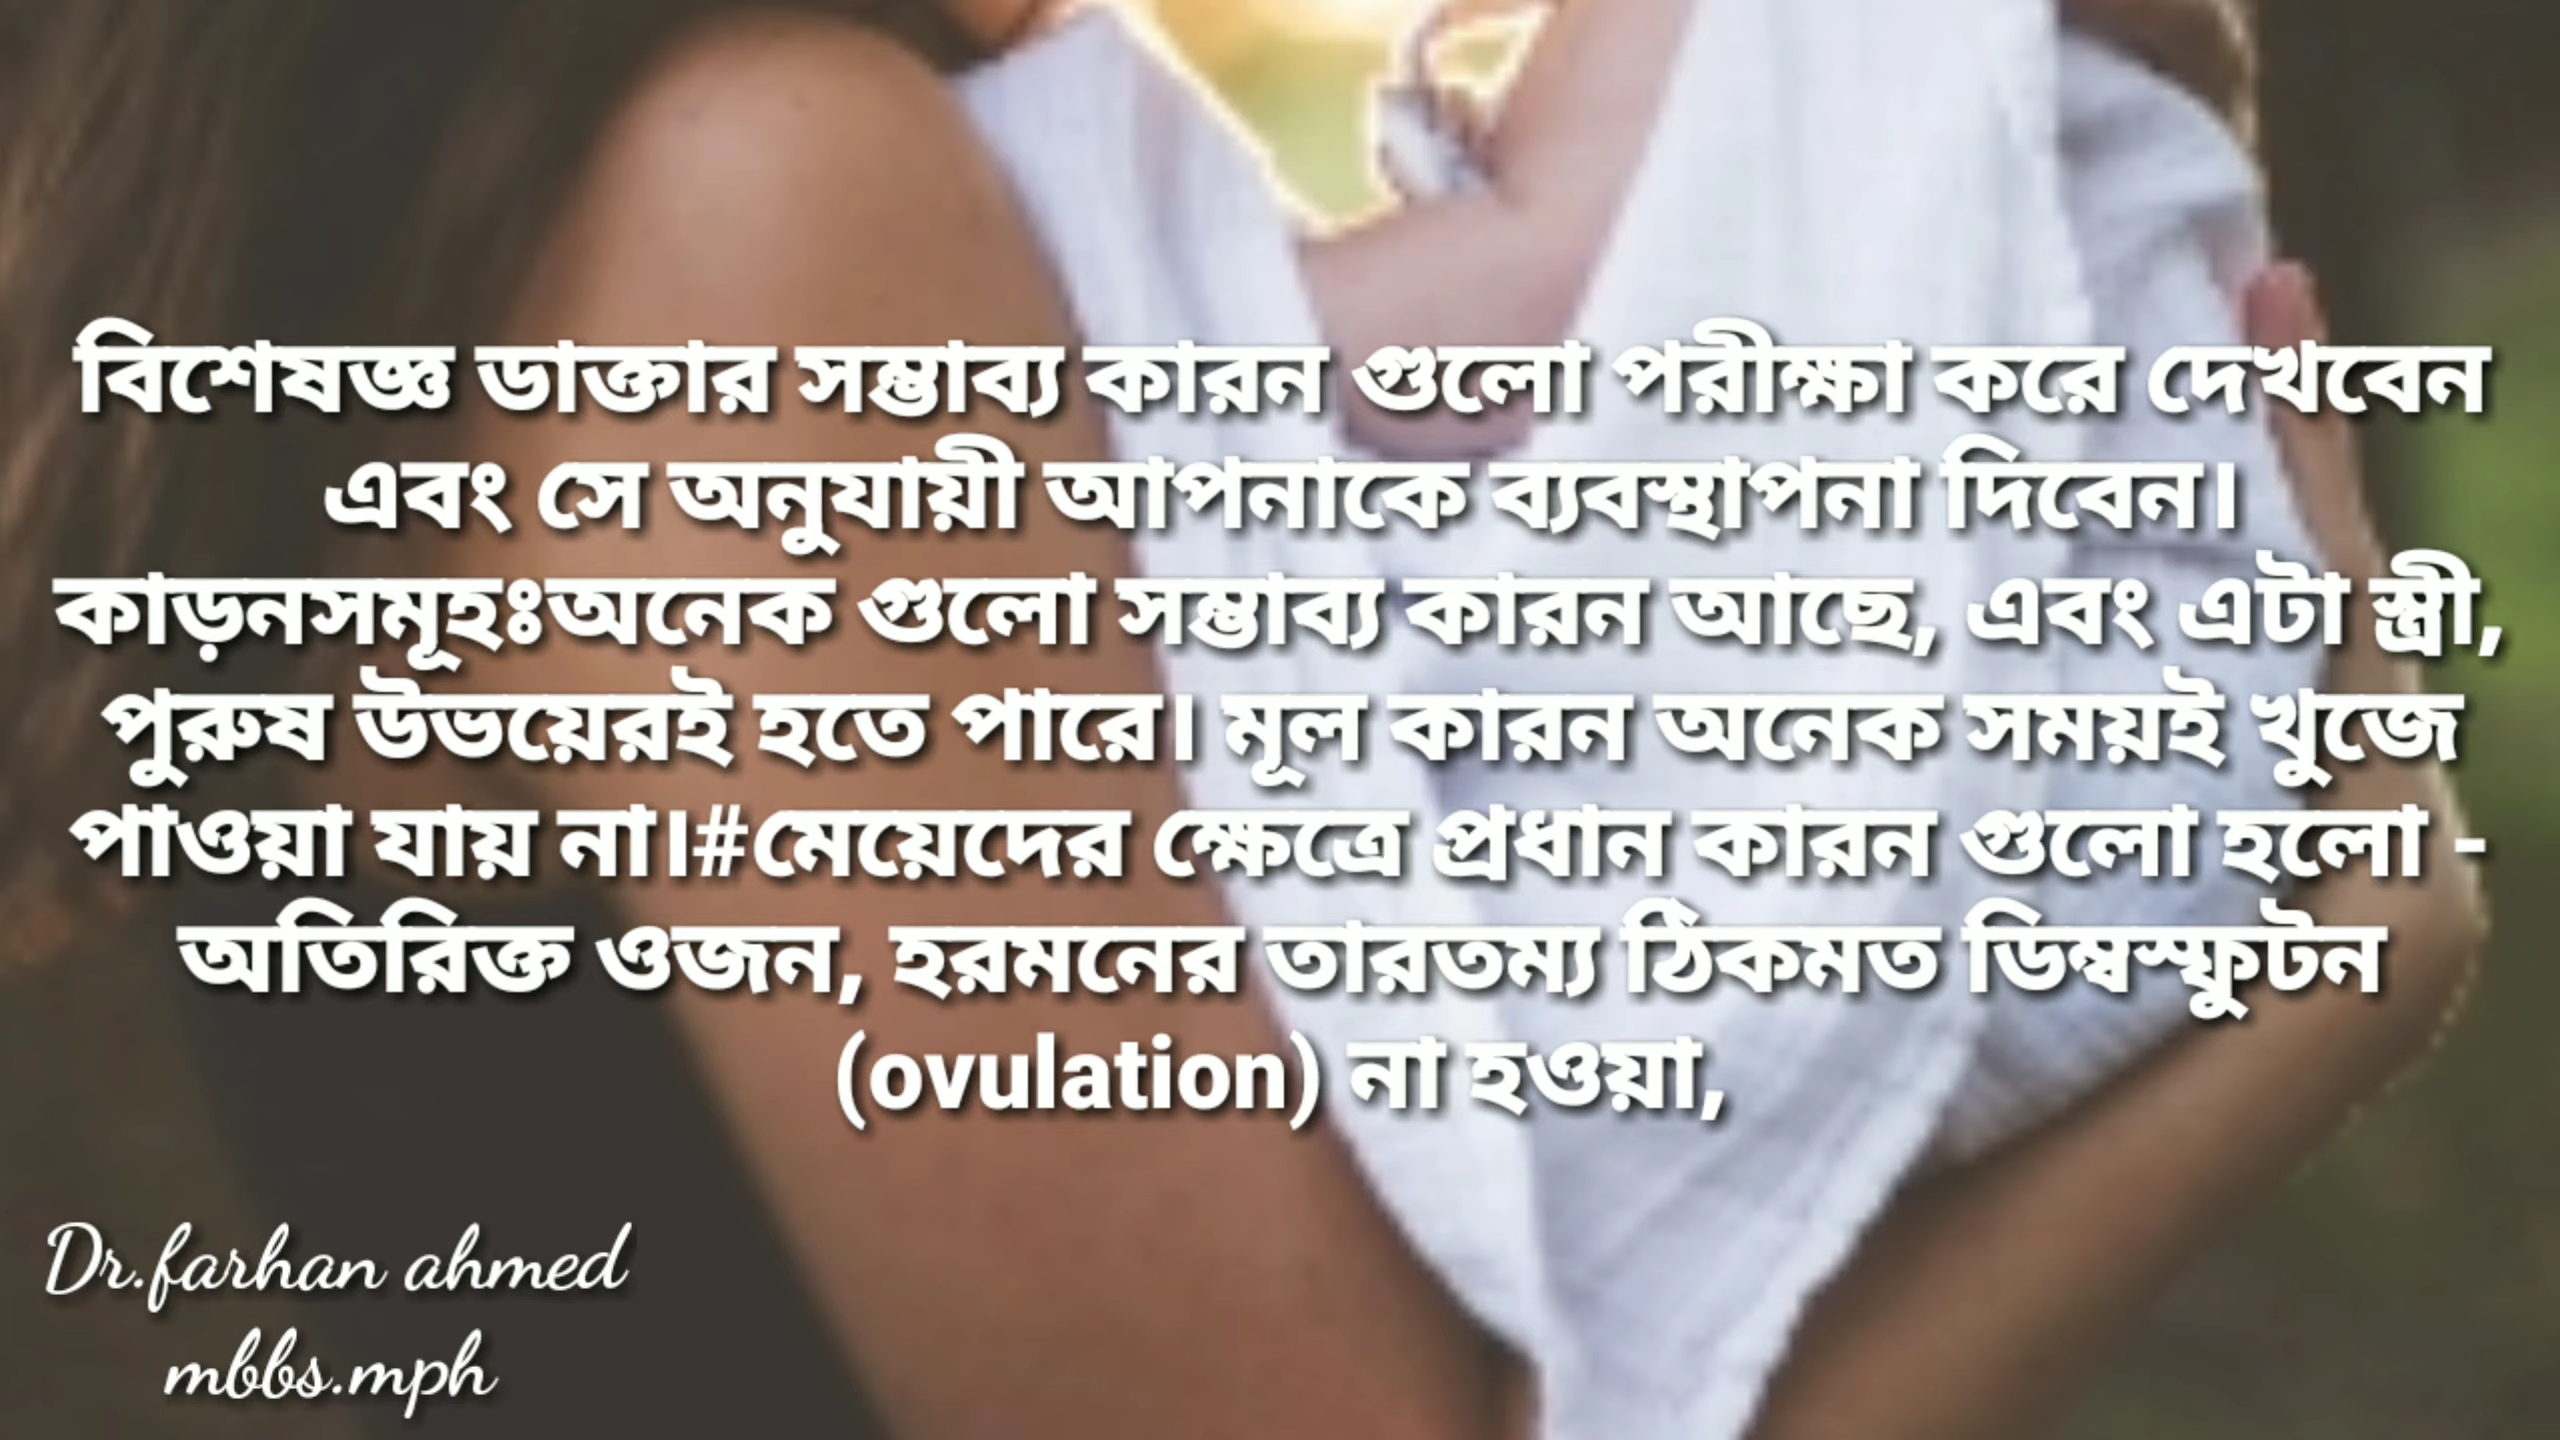 বিশেষজ্ঞ ডাক্তার সম্ভাব্য কারন গুলো পরীক্ষা করে দেখবেন
এবং সে অনুযায়ী আপনাকে ব্যবস্থাপনা দিবেন।
কাড়নসমূহঃঅনেক গুলো সম্ভাব্য কারন আছে, এবং এটা স্ত্রী,
পুরুষ উভয়েরই হতে পারে। মূল কারন অনেক সময়ই খুজে
পাওয়া যায় না।#মেয়েদের ক্ষেত্রে প্রধান কারন গুলো হলো -
অতিরিক্ত ওজন, হরমনের তারতম্য ঠিকমত ডিম্বস্ফুটন
(ovulation) না হওয়া,
Dr.farhan ahmed
mbbs.mph